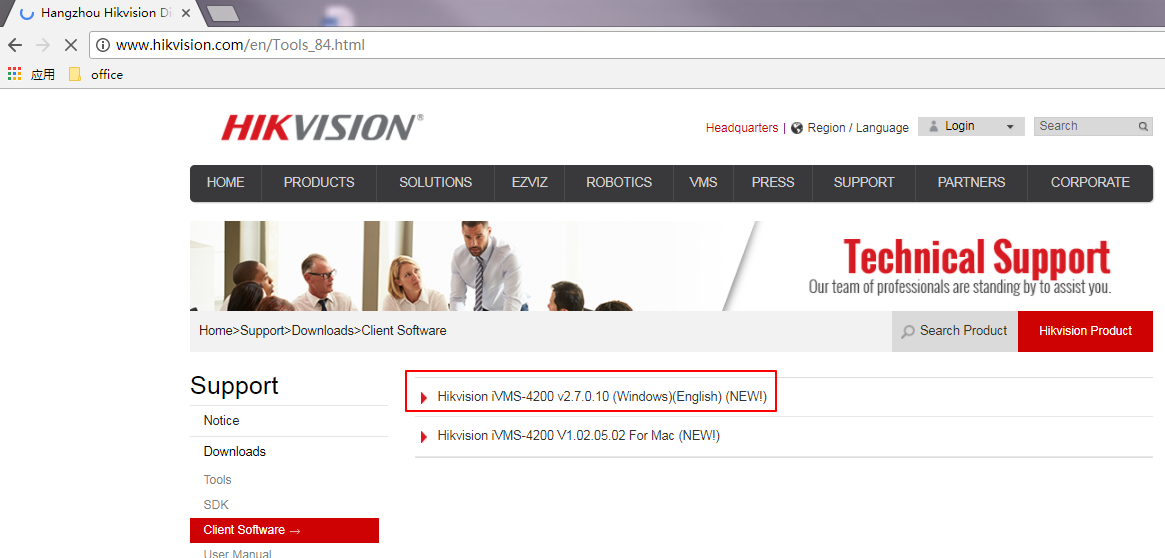 Hangzhou Hikvision Di
www.hikvision.com/en/Tools_84.html
应用 office
HIKVISION®
Headquarters | Region / Language Login Search
HOME PRODUCTS SOLUTIONS EZVIZ ROBOTICS VMS PRESS SUPPORT PARTNERS CORPORATE
Technical Support
Our team of professionals are standing by to assist you.
Home>Support>Downloads>Client Software
Search Product Hikvision Product
Support
Notice
Downloads
Tools
SDK
Client Software →
User Manual
Hikvision iVMS-4200 v2.7.0.10 (Windows)(English) (NEW!)
Hikvision iVMS-4200 V1.02.05.02 For Mac (NEW!)